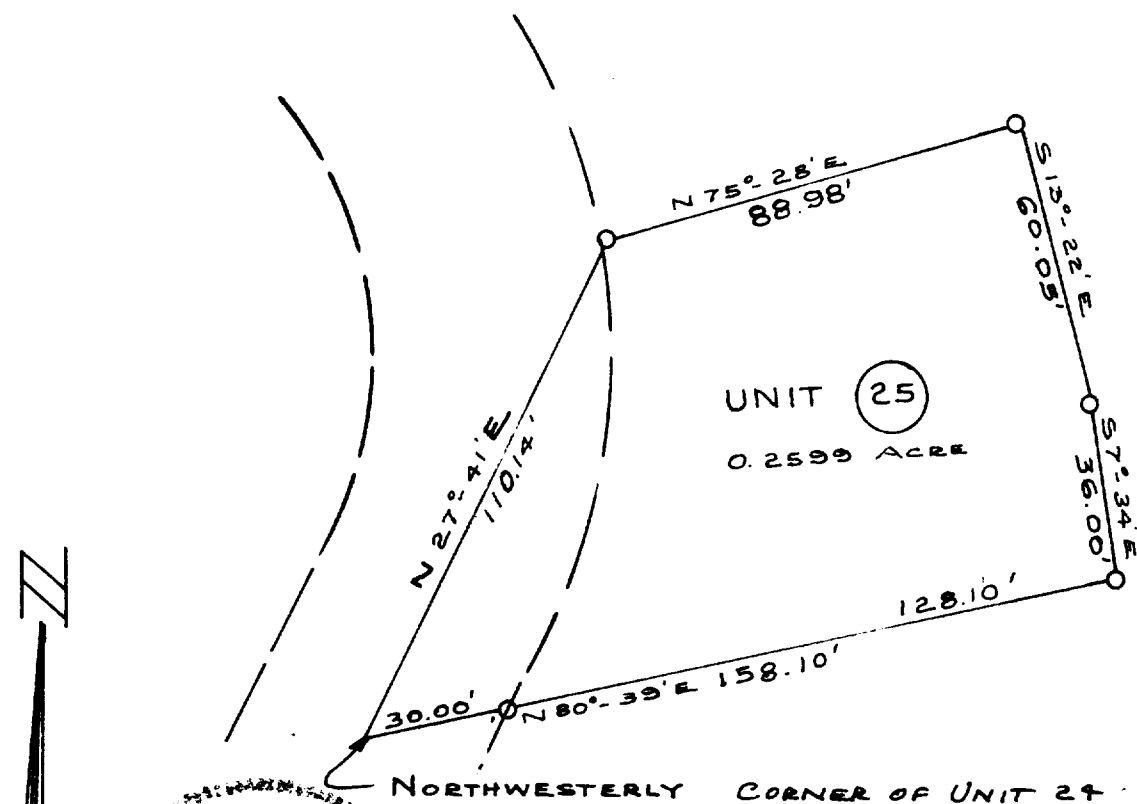 N 75°-28' E
88.98'
S 13°-22' E
60.05'
UNIT 25
0.2599 ACRE
N 27°-41' E
110.14'
S 7°-34' E
36.00'
128.10'
30.00'
N 80°-39' E 158.10'
N
NORTHWESTERLY CORNER OF UNIT 24